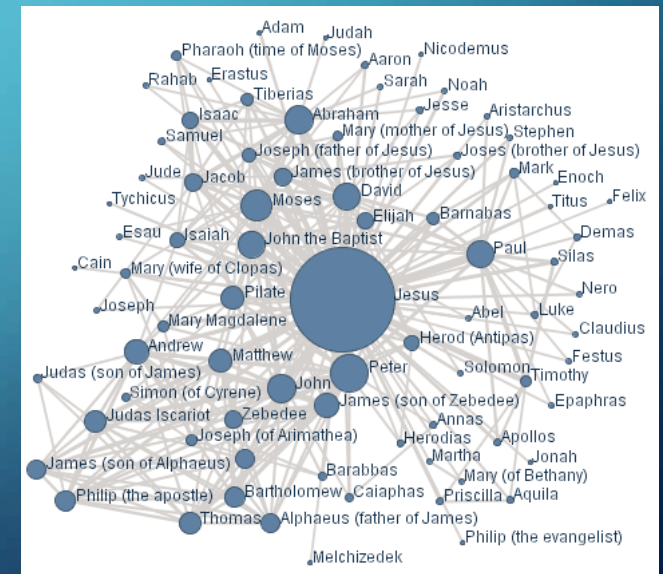 Adam
Judah
Pharaoh (time of Moses)
Nicodemus
Aaron
Rahab
Erastus
Sarah
Noah
Tiberias
Jesse
Isaac
Abraham
Aristarchus
Samuel
Mary (mother of Jesus)
Stephen
Joseph (father of Jesus)
Joses (brother of Jesus)
Jude
Jacob
James (brother of Jesus)
Mark
Enoch
Tychicus
Moses
David
Titus
Felix
Elijah
Barnabas
Esau
Isaiah
John the Baptist
Paul
Demas
Silas
Cain
Mary (wife of Clopas)
Pilate
Jesus
Nero
Joseph
Abel
Luke
Mary Magdalene
Claudius
Andrew
Matthew
Herod (Antipas)
Festus
Judas (son of James)
Peter
Solomon
Timothy
Simon (of Cyrene)
John
James (son of Zebedee)
Epaphras
Judas Iscariot
Zebedee
Annas
Joseph (of Arimathea)
Herodias
Apollos
James (son of Alphaeus)
Martha
Jonah
Barabbas
Mary (of Bethany)
Philip (the apostle)
Bartholomew
Caiaphas
Priscilla
Aquila
Thomas
Alphaeus (father of James)
Philip (the evangelist)
Melchizedek